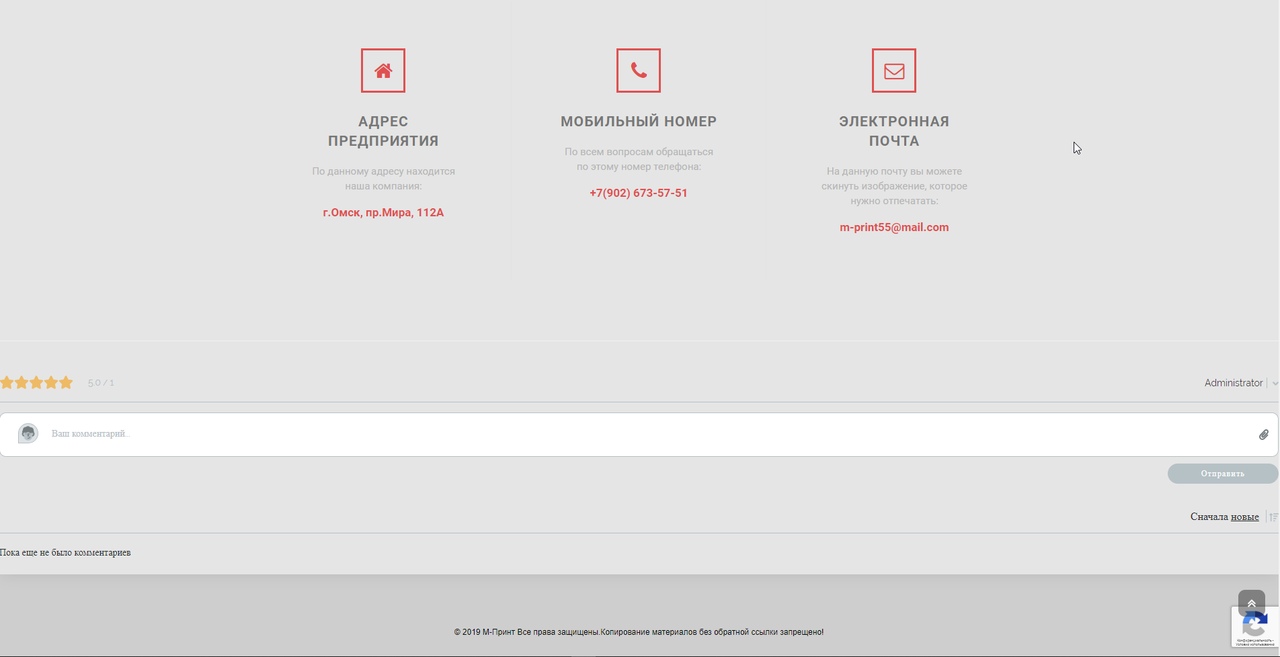 АДРЕС
ПРЕДПРИЯТИЯ
По данному адресу находится
наша компания:
г.Омск, пр.Мира, 112А
МОБИЛЬНЫЙ НОМЕР
По всем вопросам обращаться
по этому номер телефона:
+7(902) 673-57-51
ЭЛЕКТРОННАЯ
ПОЧТА
На данную почту вы можете
скинуть изображение, которое
нужно отпечатать:
m-print55@mail.com
5.0 / 1
Administrator
Ваш комментарий..
Отправить
Сначала новые
Пока еще не было комментариев
© 2019 М-Принт Все права защищены.Копирование материалов без обратной ссылки запрещено!